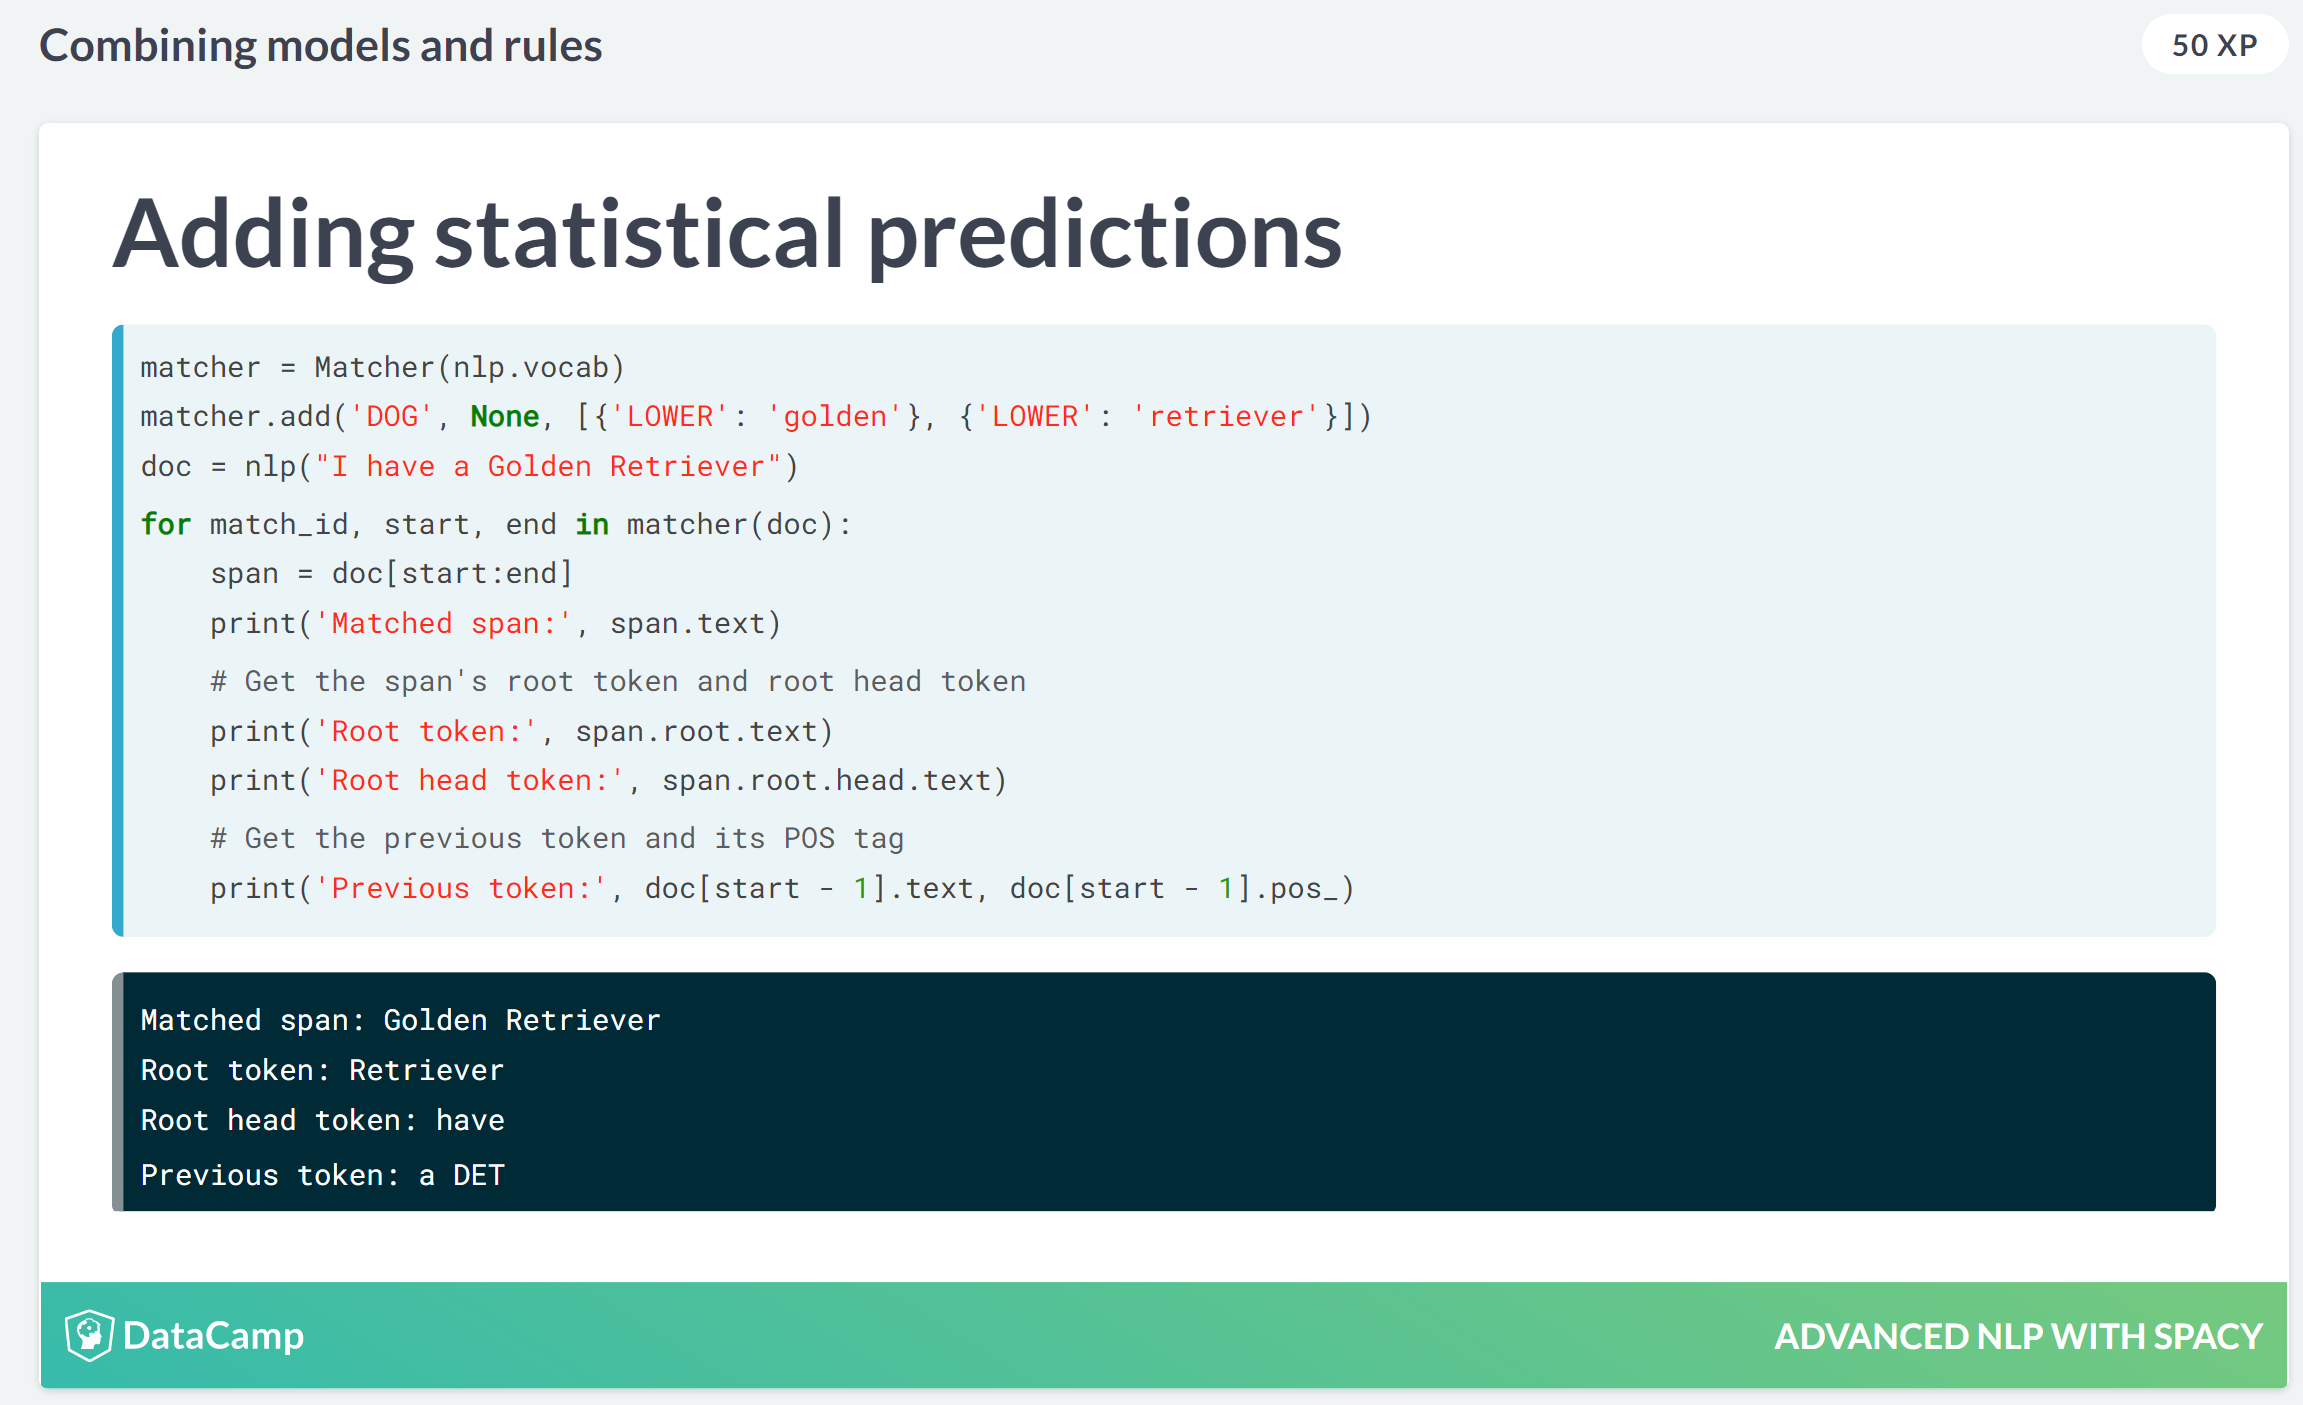 Combining models and rules
50 XP
Adding statistical predictions
matcher = Matcher(nlp.vocab)
matcher.add('DOG', None, [{'LOWER': 'golden'}, {'LOWER': 'retriever'}])
doc = nlp("I have a Golden Retriever")
for match_id, start, end in matcher(doc):
    span = doc[start:end]
    print('Matched span:', span.text)
    # Get the span's root token and root head token
    print('Root token:', span.root.text)
    print('Root head token:', span.root.head.text)
    # Get the previous token and its POS tag
    print('Previous token:', doc[start - 1].text, doc[start - 1].pos_)
Matched span: Golden Retriever
Root token: Retriever
Root head token: have
Previous token: a DET
DataCamp
ADVANCED NLP WITH SPACY